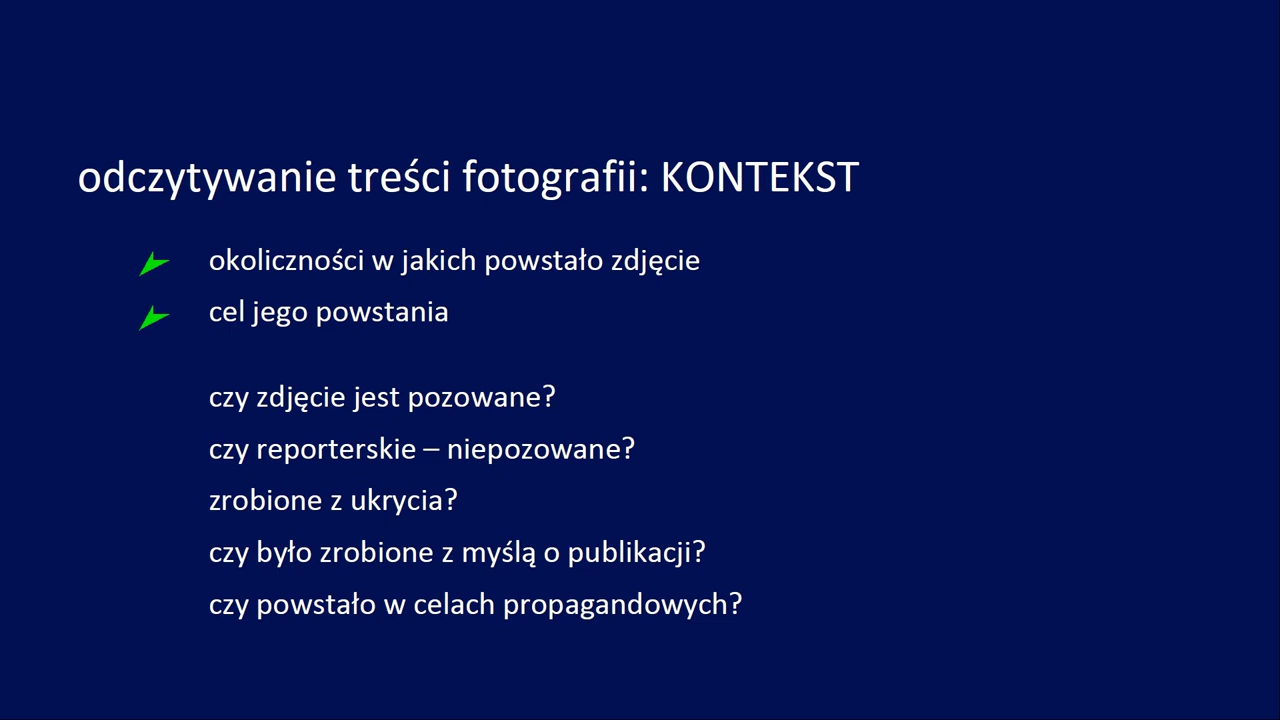 odczytywanie treści fotografii: KONTEKST
okoliczności w jakich powstało zdjęcie
cel jego powstania
czy zdjęcie jest pozowane?
czy reporterskie – niepozowane?
zrobione z ukrycia?
czy było zrobione z myślą o publikacji?
czy powstało w celach propagandowych?